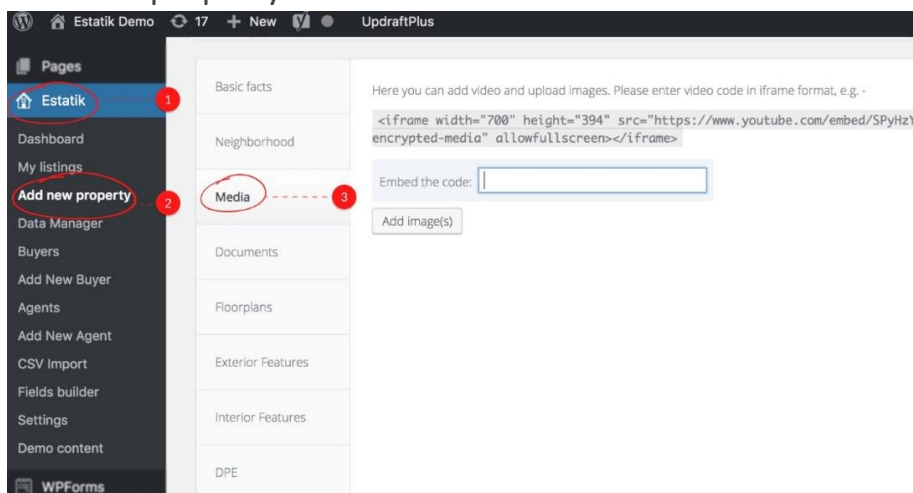 Estatik Demo 17 + New UpdraftPlus
Pages
Estatik
1
Dashboard
My listings
Add new property
2
Data Manager
Buyers
Add New Buyer
Agents
Add New Agent
CSV Import
Fields builder
Settings
Demo content
WPForms
Basic facts
Neighborhood
Media
3
Documents
Floorplans
Exterior Features
Interior Features
DPE
Here you can add video and upload images. Please enter video code in iframe format, e.g. -
<iframe width="700" height="394" src="https://www.youtube.com/embed/SPyHzY
encrypted-media" allowfullscreen></iframe>
Embed the code:
Add image(s)